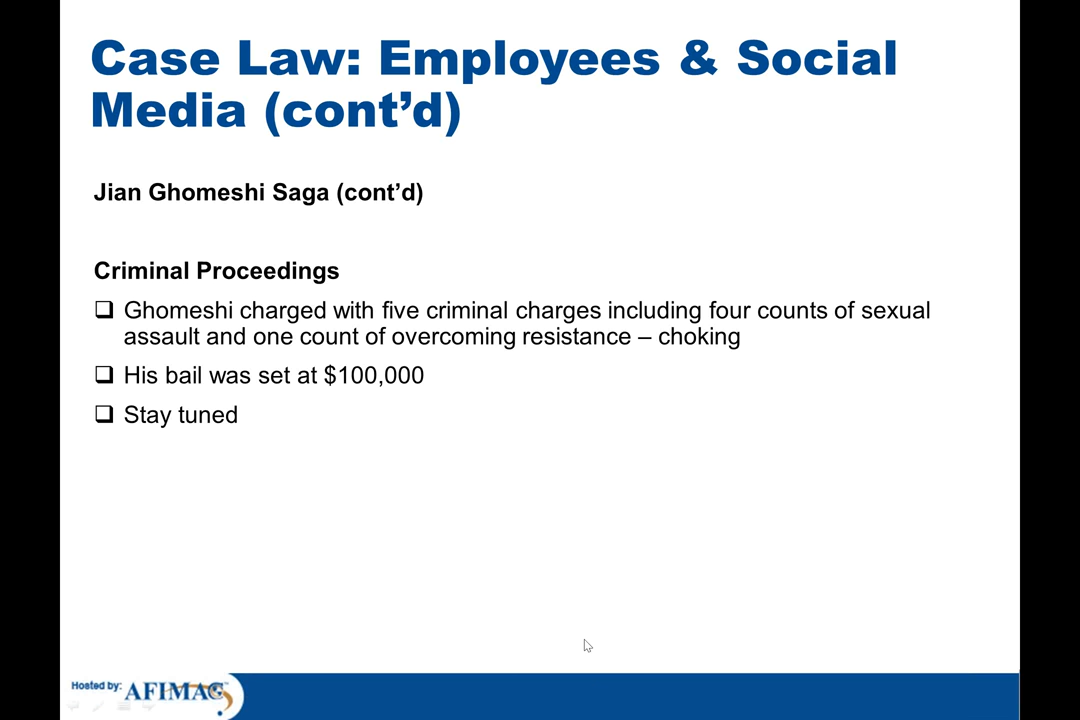 Case Law: Employees & Social
Media (cont’d)
Jian Ghomeshi Saga (cont’d)
Criminal Proceedings
Ghomeshi charged with five criminal charges including four counts of sexual
assault and one count of overcoming resistance – choking
His bail was set at $100,000
Stay tuned
Hosted by: AFIMAC™